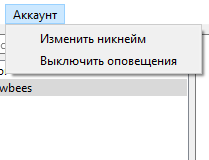 Аккаунт
Изменить никнейм
Выключить оповещения
wbees